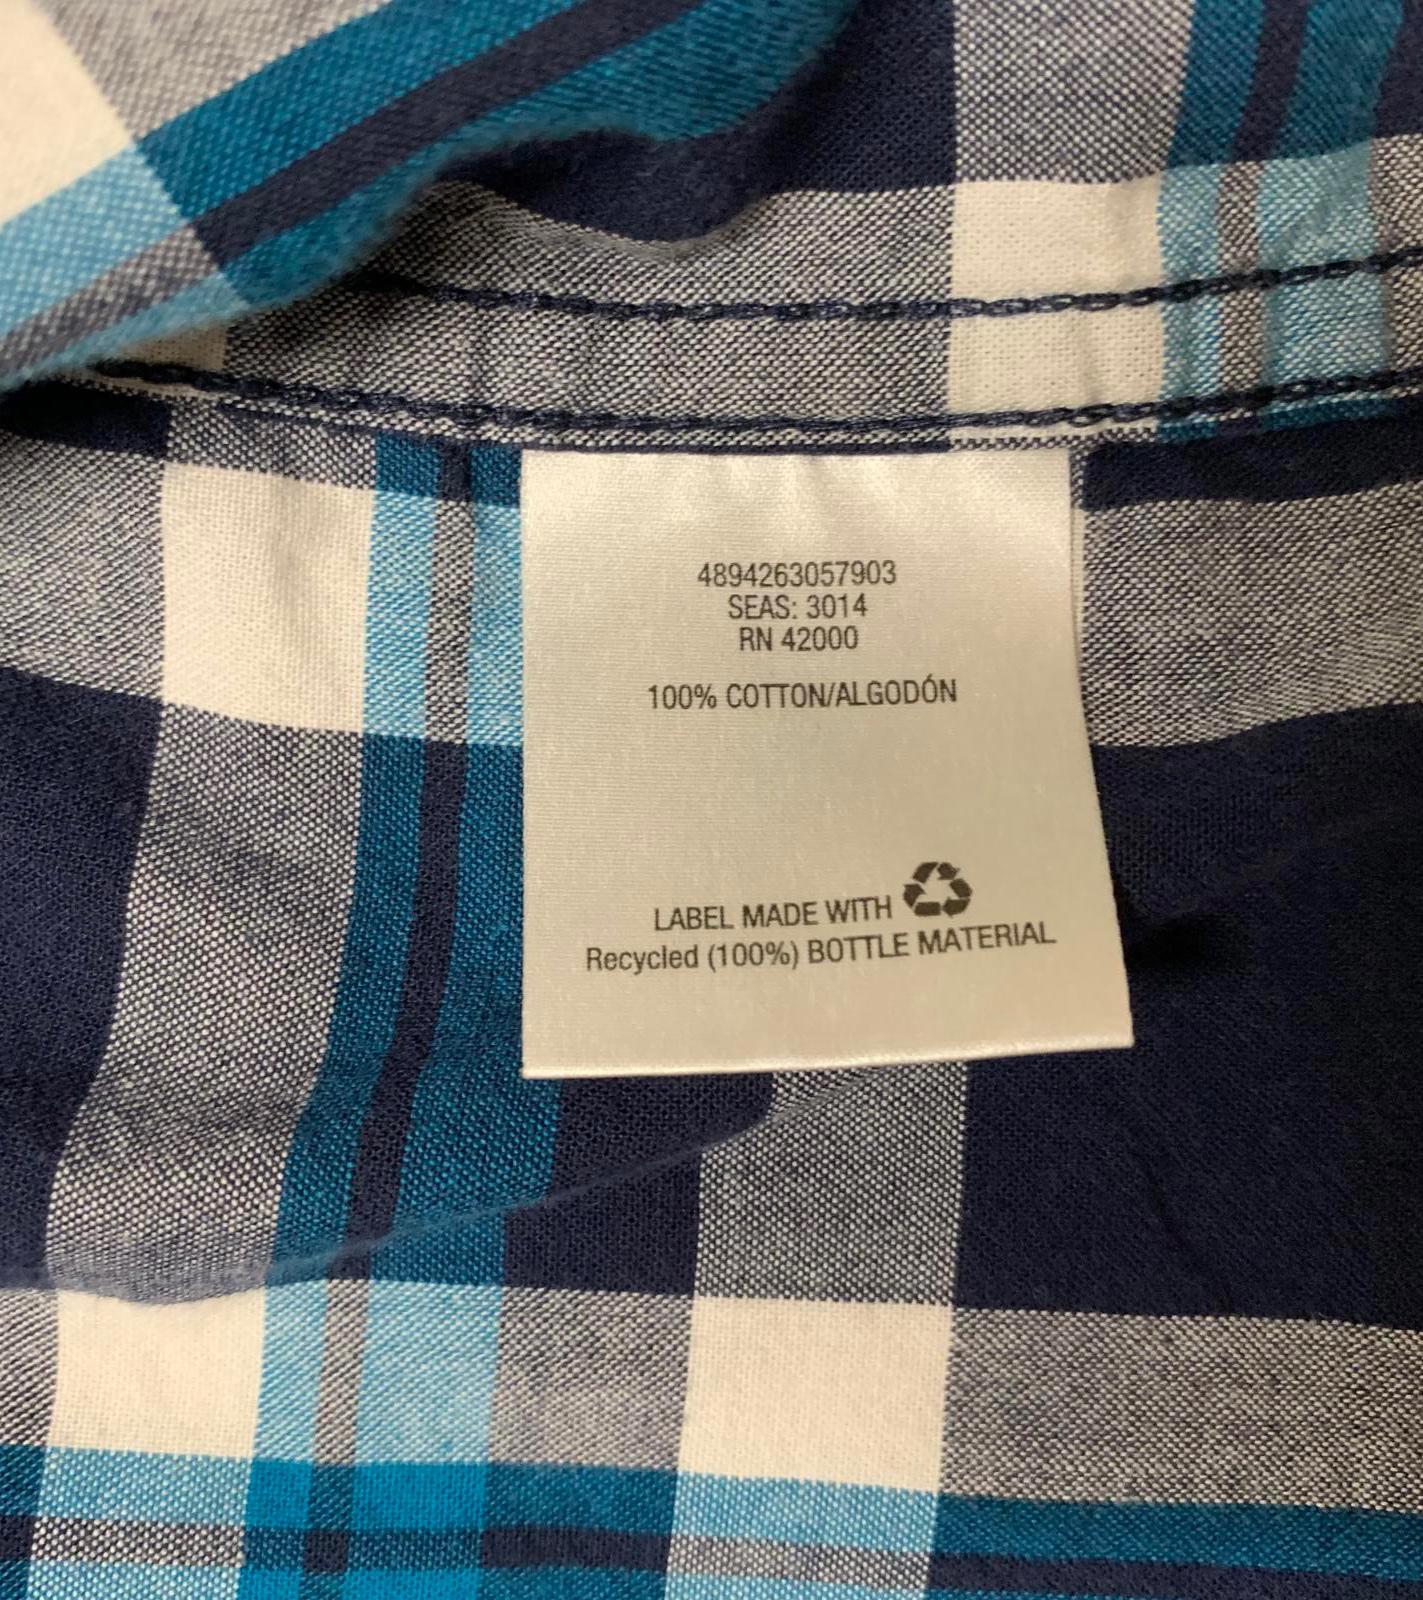 4894263057903
SEAS: 3014
RN 42000
100% COTTON/ALGODÓN
LABEL MADE WITH
Recycled (100%) BOTTLE MATERIAL